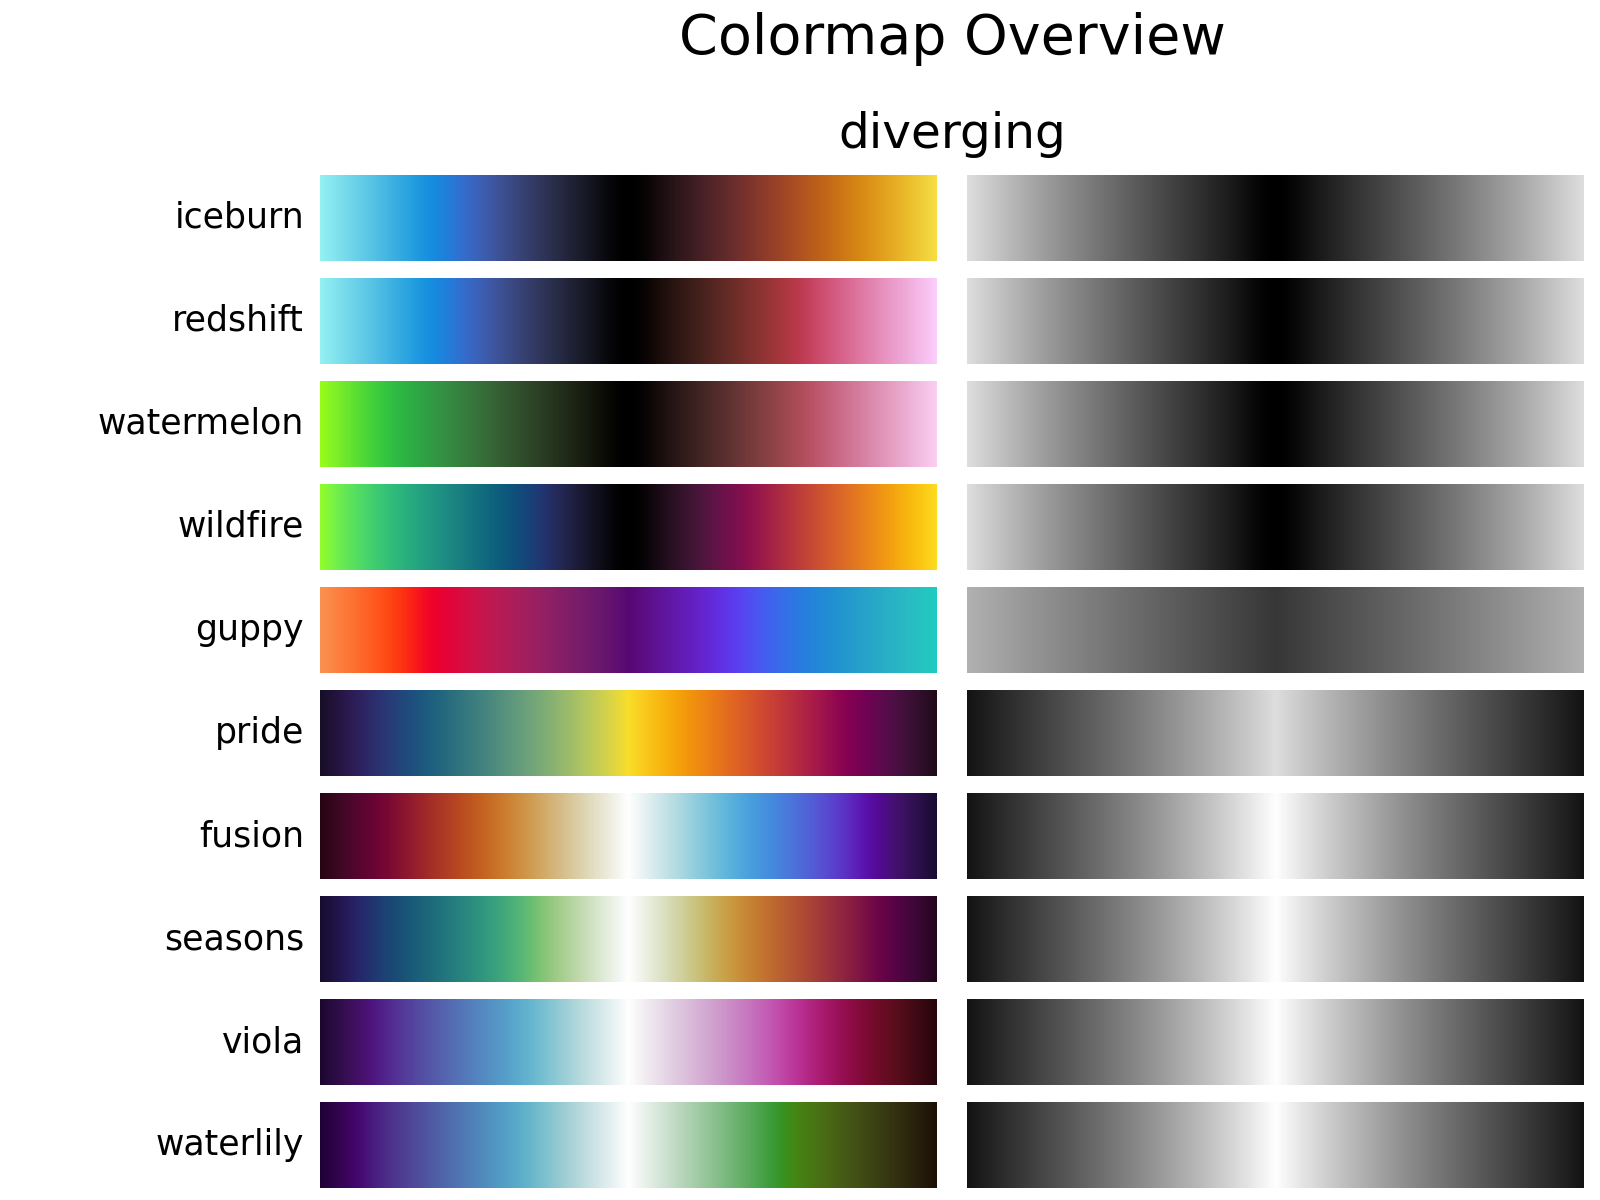 Colormap Overview
diverging
iceburn
redshift
watermelon
wildfire
guppy
pride
fusion
seasons
viola
waterlily